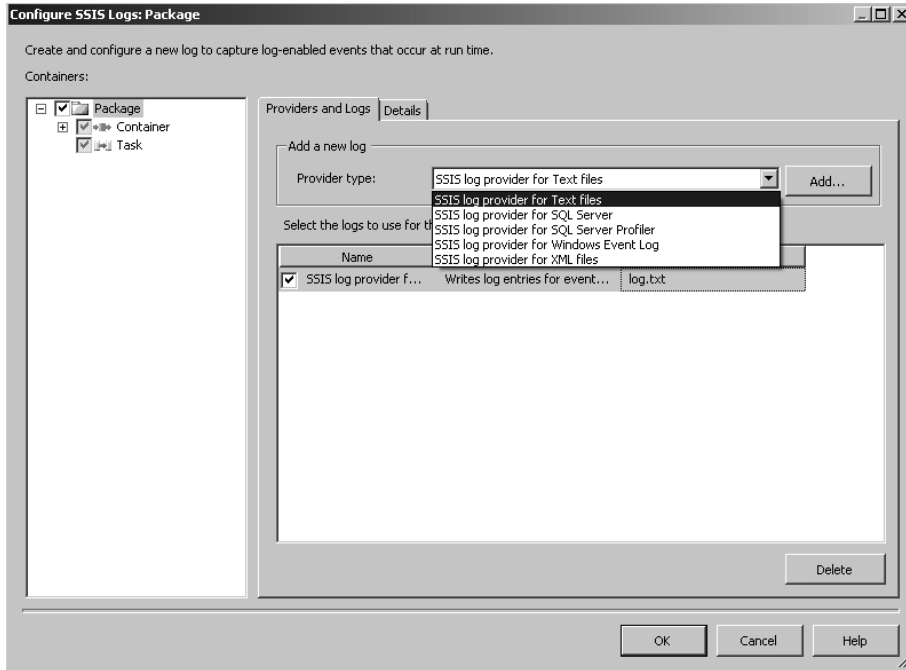 Configure SSIS Logs: Package
Create and configure a new log to capture log-enabled events that occur at run time.
Containers:
Package
Container
Task
Providers and Logs
Details
Add a new log
Provider type:
SSIS log provider for Text files
Add...
SSIS log provider for Text files
SSIS log provider for SQL Server
SSIS log provider for SQL Server Profiler
SSIS log provider for Windows Event Log
SSIS log provider for XML files
Select the logs to use for
Name
SSIS log provider f... Writes log entries for event... log.txt
Delete
OK
Cancel
Help